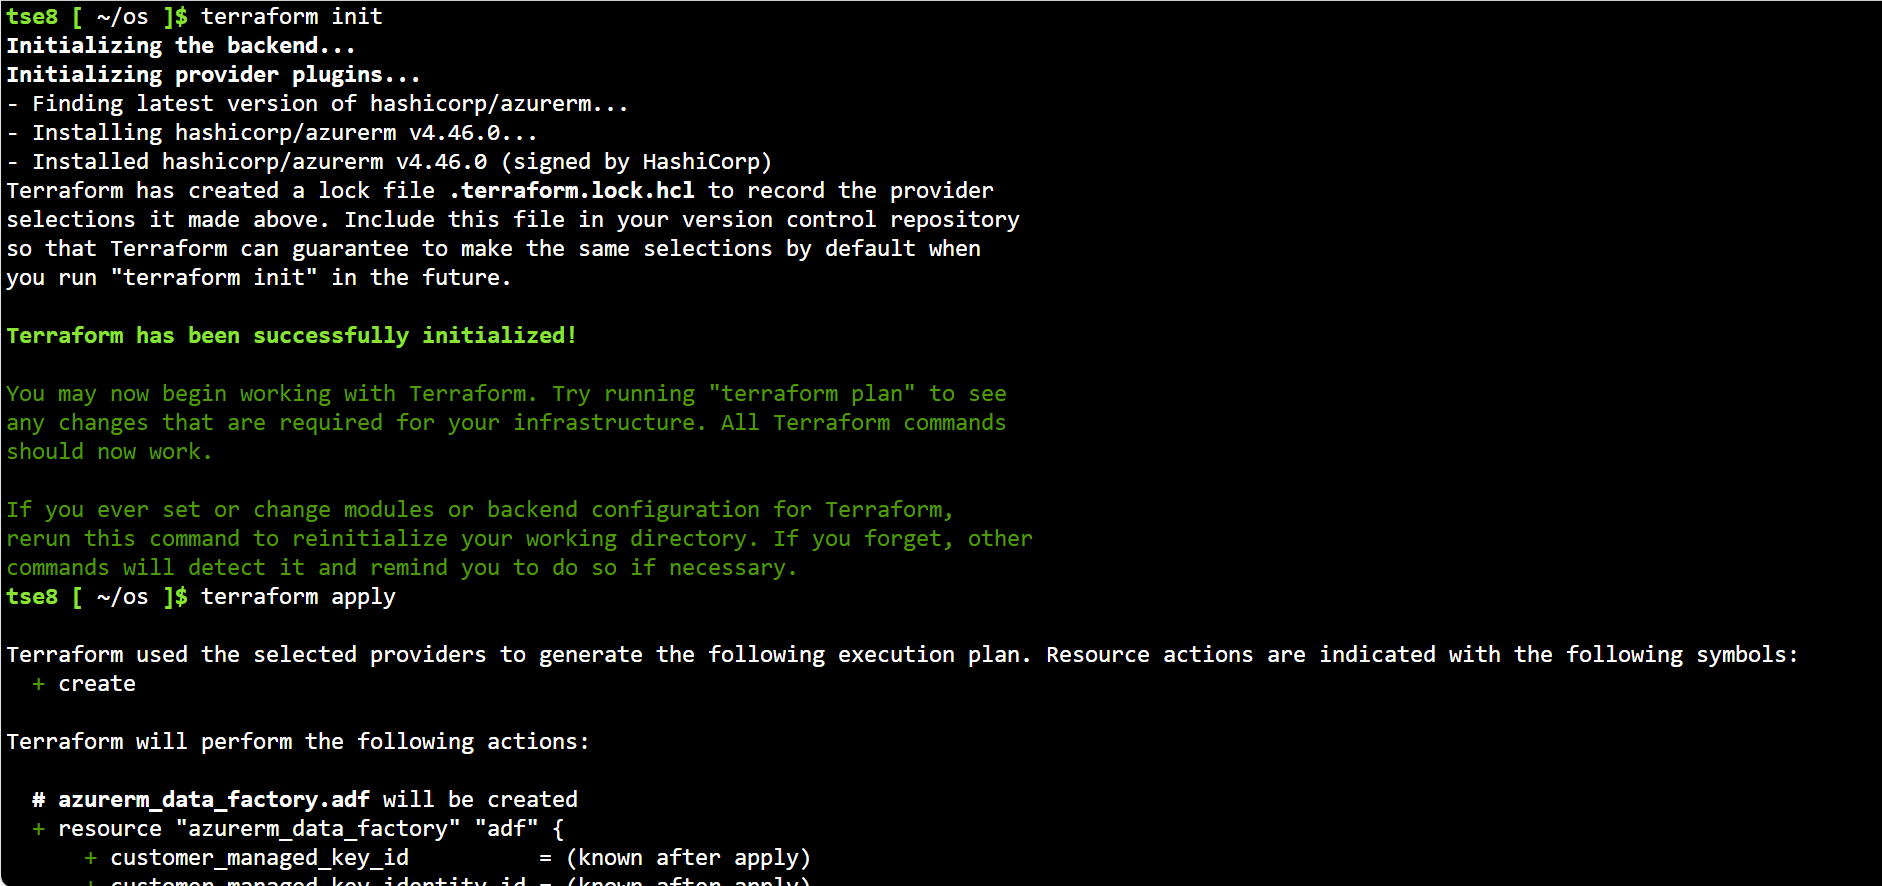 tse8 [ ~/os ]$ terraform init
Initializing the backend...
Initializing provider plugins...
- Finding latest version of hashicorp/azurerm...
- Installing hashicorp/azurerm v4.46.0...
- Installed hashicorp/azurerm v4.46.0 (signed by HashiCorp)
Terraform has created a lock file .terraform.lock.hcl to record the provider
selections it made above. Include this file in your version control repository
so that Terraform can guarantee to make the same selections by default when
you run "terraform init" in the future.
Terraform has been successfully initialized!
You may now begin working with Terraform. Try running "terraform plan" to see
any changes that are required for your infrastructure. All Terraform commands
should now work.
If you ever set or change modules or backend configuration for Terraform,
rerun this command to reinitialize your working directory. If you forget, other
commands will detect it and remind you to do so if necessary.
tse8 [ ~/os ]$ terraform apply
Terraform used the selected providers to generate the following execution plan. Resource actions are indicated with the following symbols:
+ create
Terraform will perform the following actions:
# azurerm_data_factory.adf will be created
+ resource "azurerm_data_factory" "adf" {
+ customer_managed_key_id = (known after apply)
+ customer_managed_key_identity_id = (known after apply)